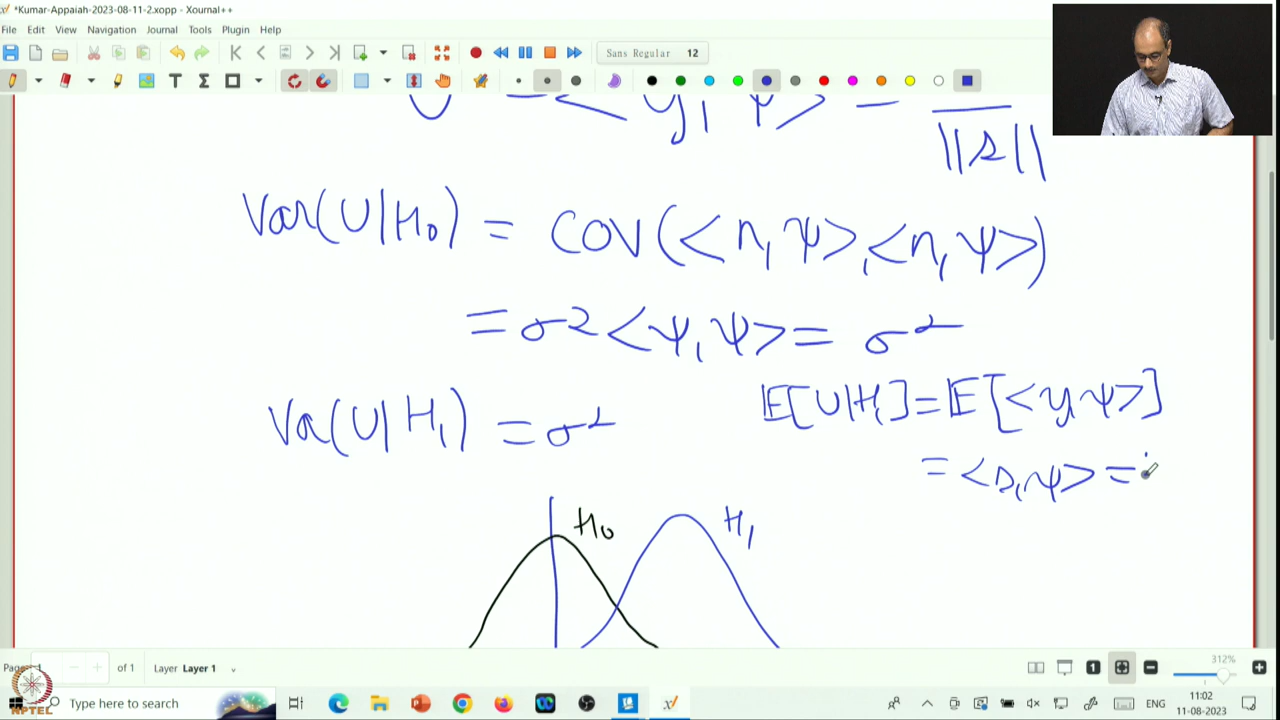 *Kumar-Appaiah-2023-08-11-2.xopp - Xournal++
File Edit View Navigation Journal Tools Plugin Help
Sans Regular 12
U = <y, ψ> =
||s||
Var(U|H₀) = COV(<n, ψ>, <n, ψ>)
= σ2 <ψ, ψ> = σ²
Va(U|H₁) = σ²
E[U|H₁] = E[<y, ψ>]
= <s, ψ> =
H₀
H₁
Page 1 of 1 Layer Layer 1
312%
Type here to search
ENG
11:02
11-08-2023
NPTEL